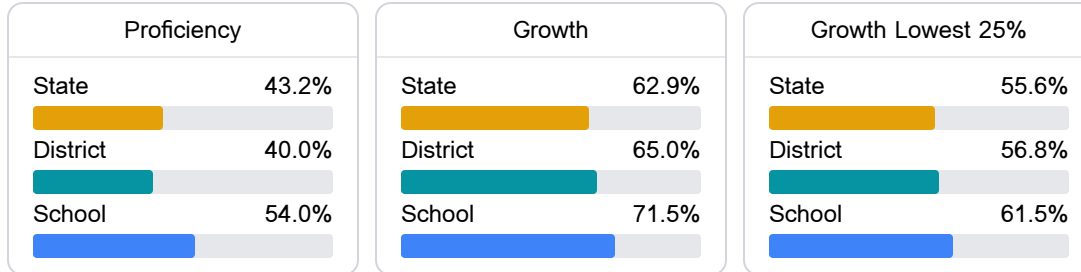 Proficiency
State 43.2%
District 40.0%
School 54.0%
Growth
State 62.9%
District 65.0%
School 71.5%
Growth Lowest 25%
State 55.6%
District 56.8%
School 61.5%